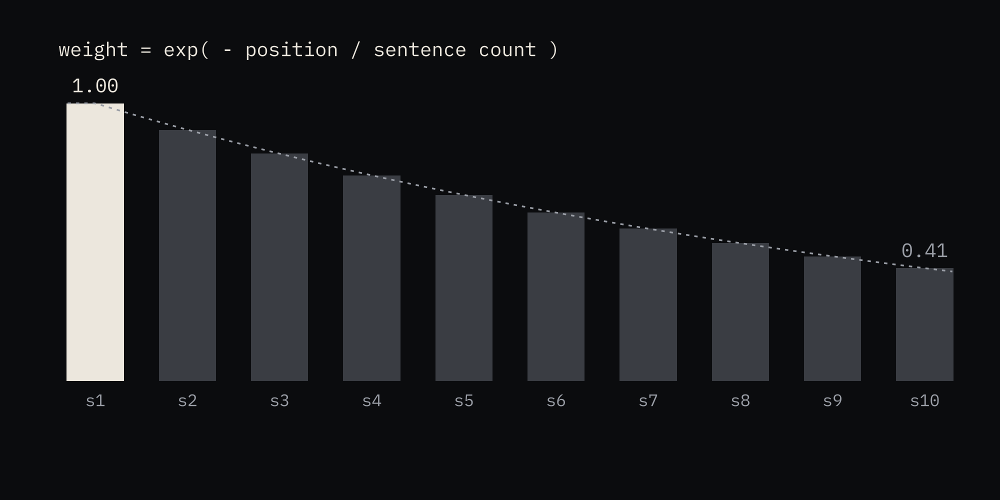 weight = exp( - position / sentence count )
1.00
0.41
s1 s2 s3 s4 s5 s6 s7 s8 s9 s10